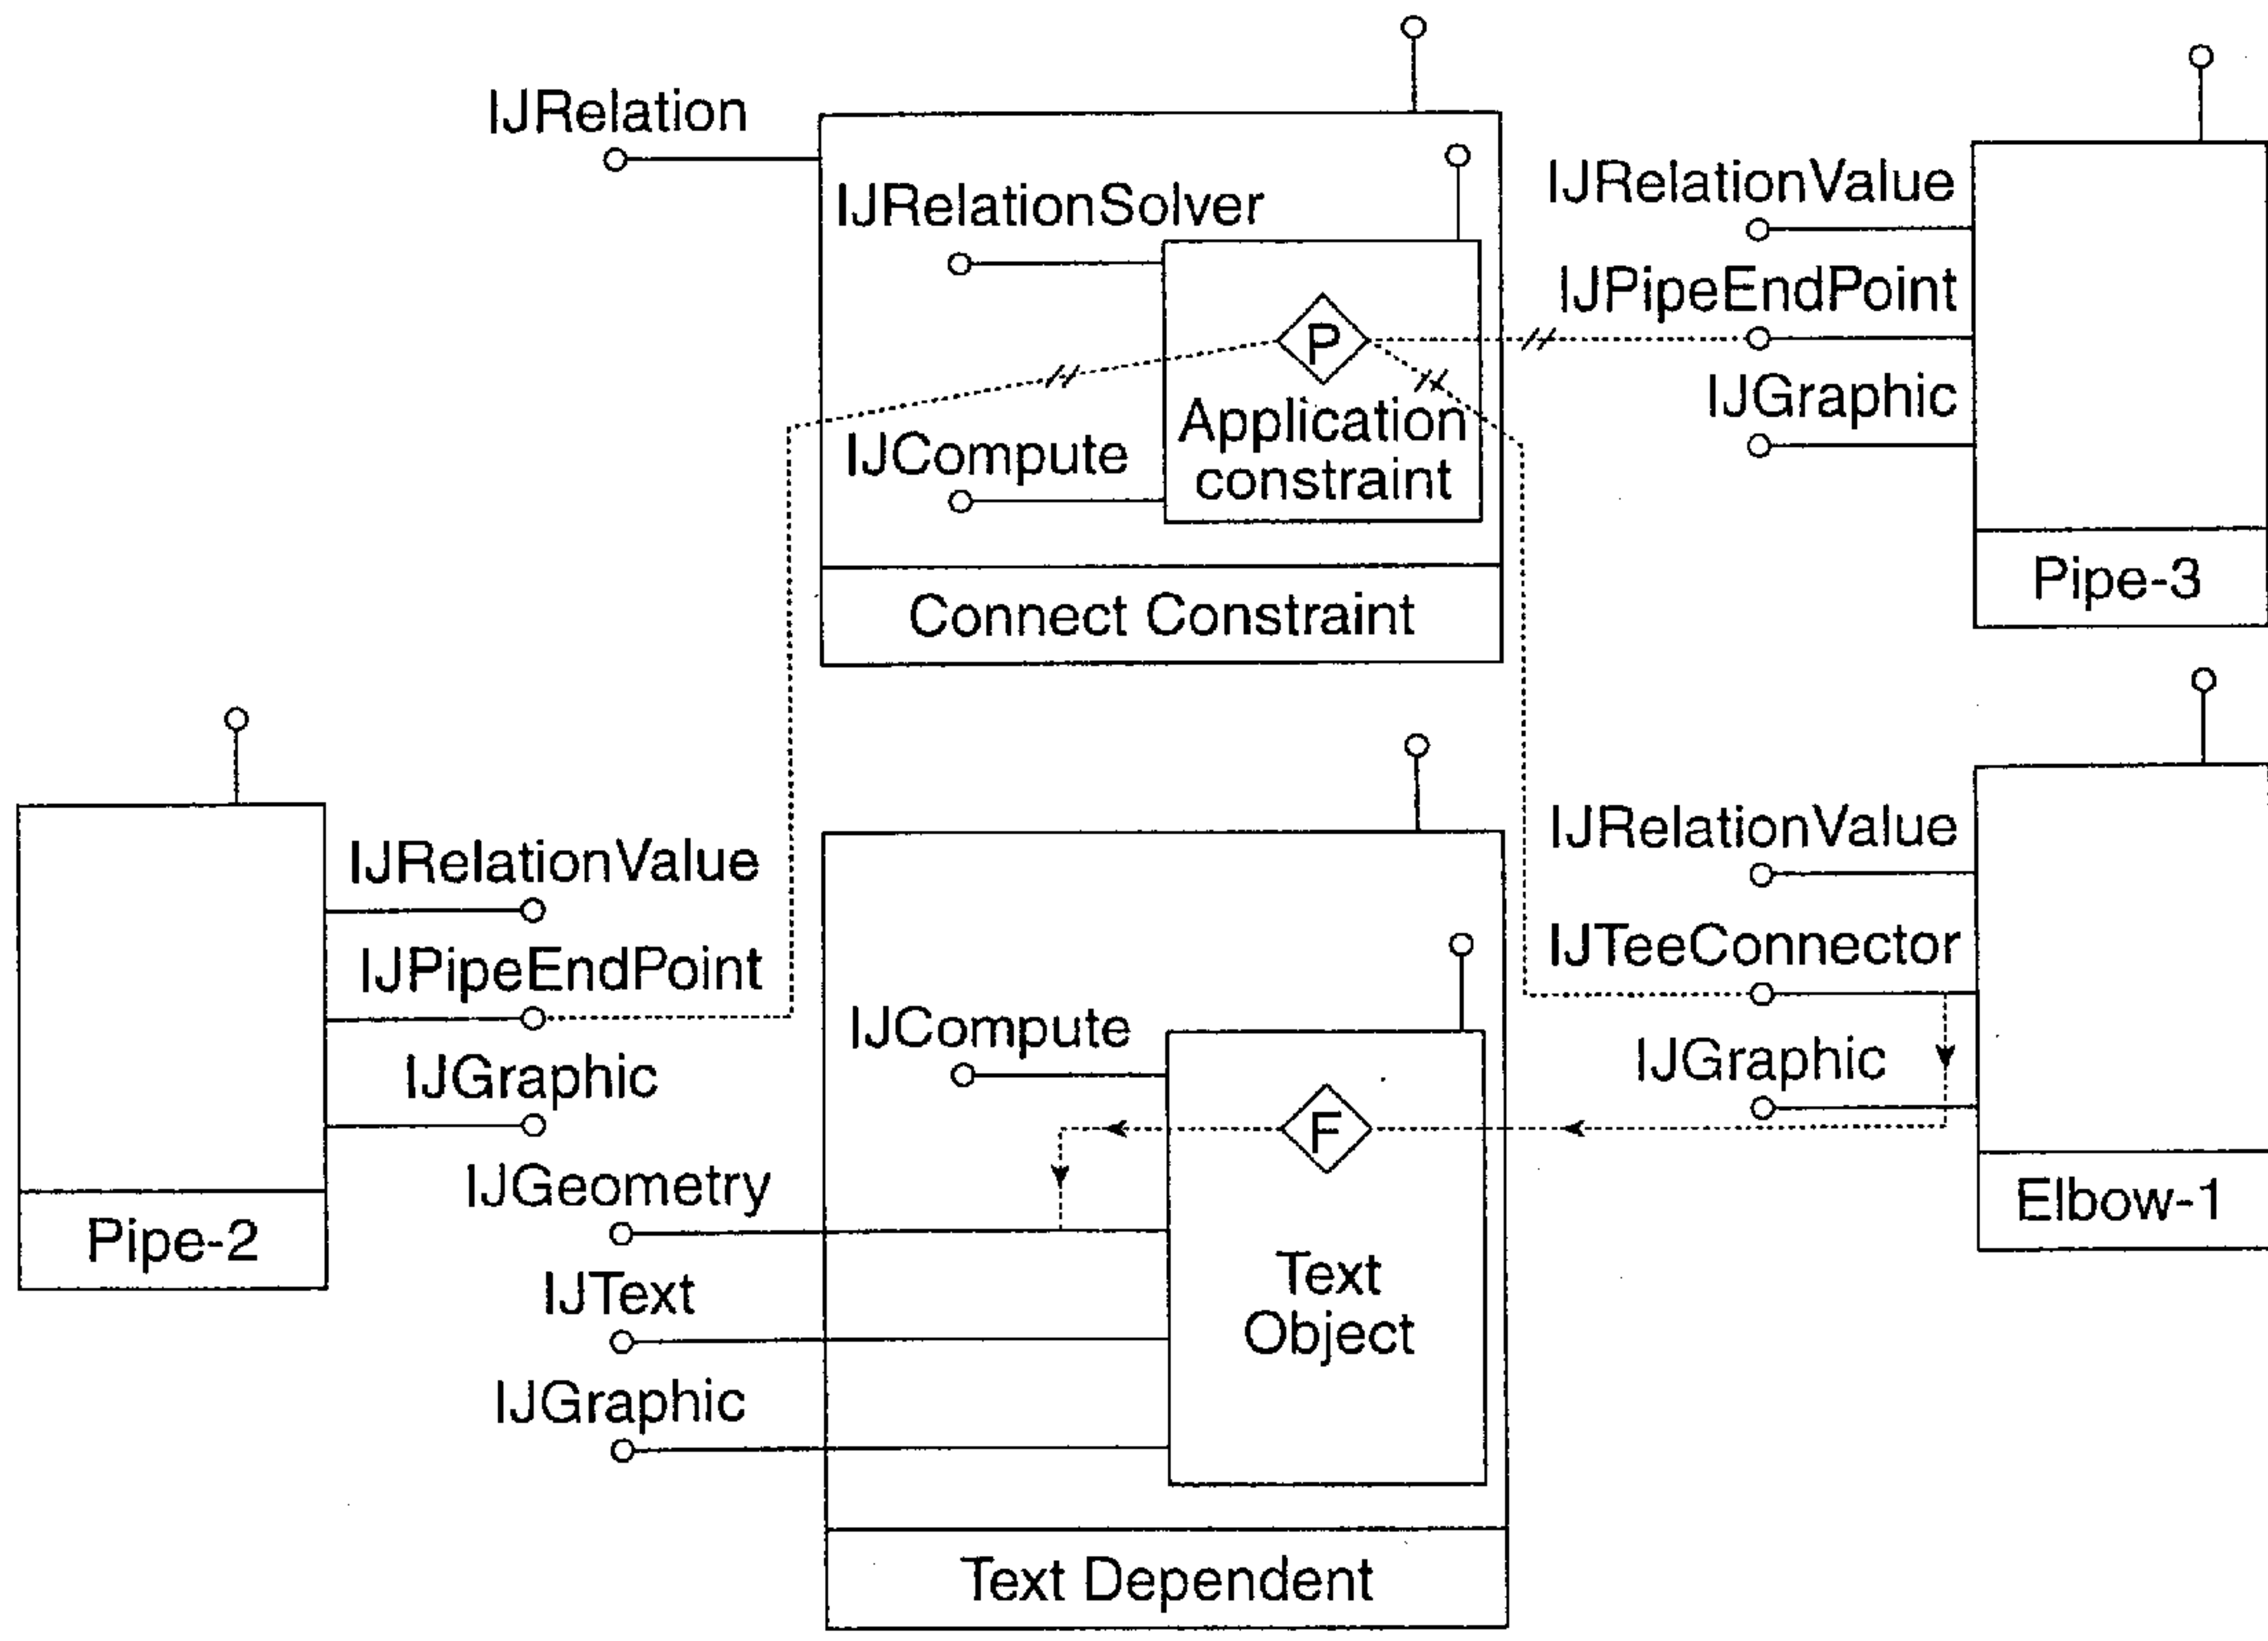 IJRelation
IJRelationSolver
P
Application
constraint
IJCompute
Connect Constraint
IJRelationValue
IJPipeEndPoint
IJGraphic
Pipe-3
IJRelationValue
IJPipeEndPoint
IJGraphic
Pipe-2
IJCompute
F
IJGeometry
IJText
IJGraphic
Text
Object
Text Dependent
IJRelationValue
IJTeeConnector
IJGraphic
Elbow-1